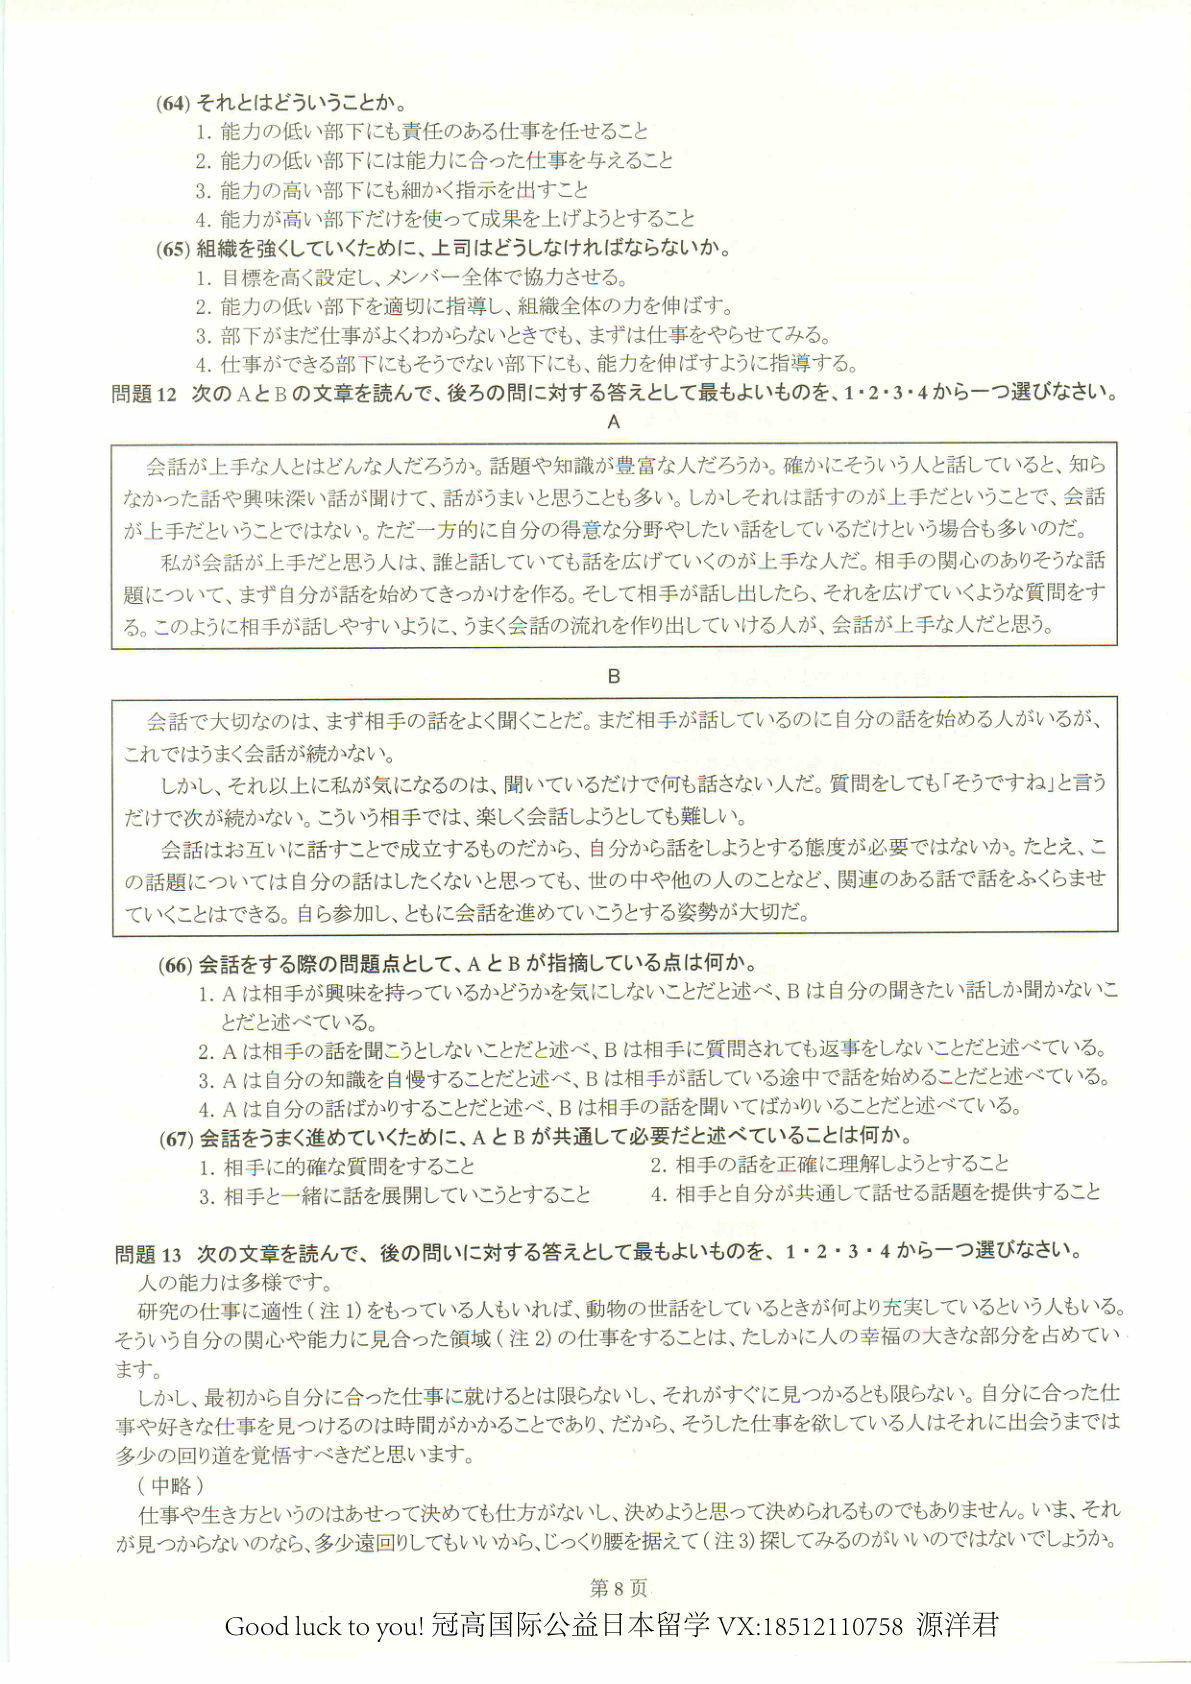 (64) それとはどういうことか。
1. 能力の低い部下にも責任のある仕事を任せること
2. 能力の低い部下には能力に合った仕事を与えること
3. 能力の高い部下にも細かく指示を出すこと
4. 能力が高い部下だけを使って成果を上げようとすること
(65) 組織を強くしていくために、上司はどうしなければならないか。
1. 目標を高く設定し、メンバー全体で協力させる。
2. 能力の低い部下を適切に指導し、組織全体の力を伸ばす。
3. 部下がまだ仕事がよくわからないときでも、まずは仕事をやらせてみる。
4. 仕事ができる部下にもそうでない部下にも、能力を伸ばすように指導する。
問題 12 次の A と B の文章を読んで、後ろの問に対する答えとして最もよいものを、1・2・3・4 から一つ選びなさい。
A
会話が上手な人とはどんな人だろうか。話題や知識が豊富な人だろうか。確かにそういう人と話していると、知ら
なかった話や興味深い話が聞けて、話がうまいと思うことも多い。しかしそれは話すのが上手だということで、会話
が上手だということではない。ただ一方的に自分の得意な分野やしたい話をしているだけという場合も多いのだ。
私が会話が上手だと思う人は、誰と話していても話を広げていくのが上手な人だ。相手の関心のありそうな話
題について、まず自分が話を始めてきっかけを作る。そして相手が話し出したら、それを広げていくような質問をす
る。このように相手が話しやすいように、うまく会話の流れを作り出していける人が、会話が上手な人だと思う。
B
会話で大切なのは、まず相手の話をよく聞くことだ。まだ相手が話しているのに自分の話を始める人がいるが、
これではうまく会話が続かない。
しかし、それ以上に私が気になるのは、聞いているだけで何も話さない人だ。質問をしても「そうですね」と言う
だけで次が続かない。こういう相手では、楽しく会話しようとしても難しい。
会話はお互いに話すことで成立するものだから、自分から話をしようとする態度が必要ではないか。たとえ、こ
の話題については自分の話はしたくないと思っても、世の中や他の人のことなど、関連のある話で話をふくらませ
ていくことはできる。自ら参加し、ともに会話を進めていこうとする姿勢が大切だ。
(66) 会話をする際の問題点として、A と B が指摘している点は何か。
1. A は相手が興味を持っているかどうかを気にしないことだと述べ、B は自分の聞きたい話しか聞かないこ
とだと述べている。
2. A は相手の話を聞こうとしないことだと述べ、B は相手に質問されても返事をしないことだと述べている。
3. A は自分の知識を自慢することだと述べ、B は相手が話している途中で話を始めることだと述べている。
4. A は自分の話ばかりすることだと述べ、B は相手の話を聞いてばかりいることだと述べている。
(67) 会話をうまく進めていくために、A と B が共通して必要だと述べていることは何か。
1. 相手に的確な質問をすること 2. 相手の話を正確に理解しようとすること
3. 相手と一緒に話を展開していこうとすること 4. 相手と自分が共通して話せる話題を提供すること
問題 13 次の文章を読んで、後の問いに対する答えとして最もよいものを、1・2・3・4 から一つ選びなさい。
人の能力は多様です。
研究の仕事に適性 ( 注 1) をもっている人もいれば、動物の世話をしているときが何より充実しているという人もいる。
そういう自分の関心や能力に見合った領域 ( 注 2) の仕事をすることは、たしかに人の幸福の大きな部分を占めてい
ます。
しかし、最初から自分に合った仕事に就けるとは限らないし、それがすぐに見つかるとも限らない。自分に合った仕
事や好きな仕事を見つけるのは時間がかかることであり、だから、そうした仕事を欲している人はそれに出会うまでは
多少の回り道を覚悟すべきだと思います。
( 中略 )
仕事や生き方というのはあせって決めても仕方がないし、決めようと思って決められるものでもありません。いま、それ
が見つからないのなら、多少遠回りしてもいいから、じっくり腰を据えて ( 注 3) 探してみるのがいいのではないでしょうか。
第 8 页
Good luck to you! 冠高国际公益日本留学 VX:18512110758 源洋君